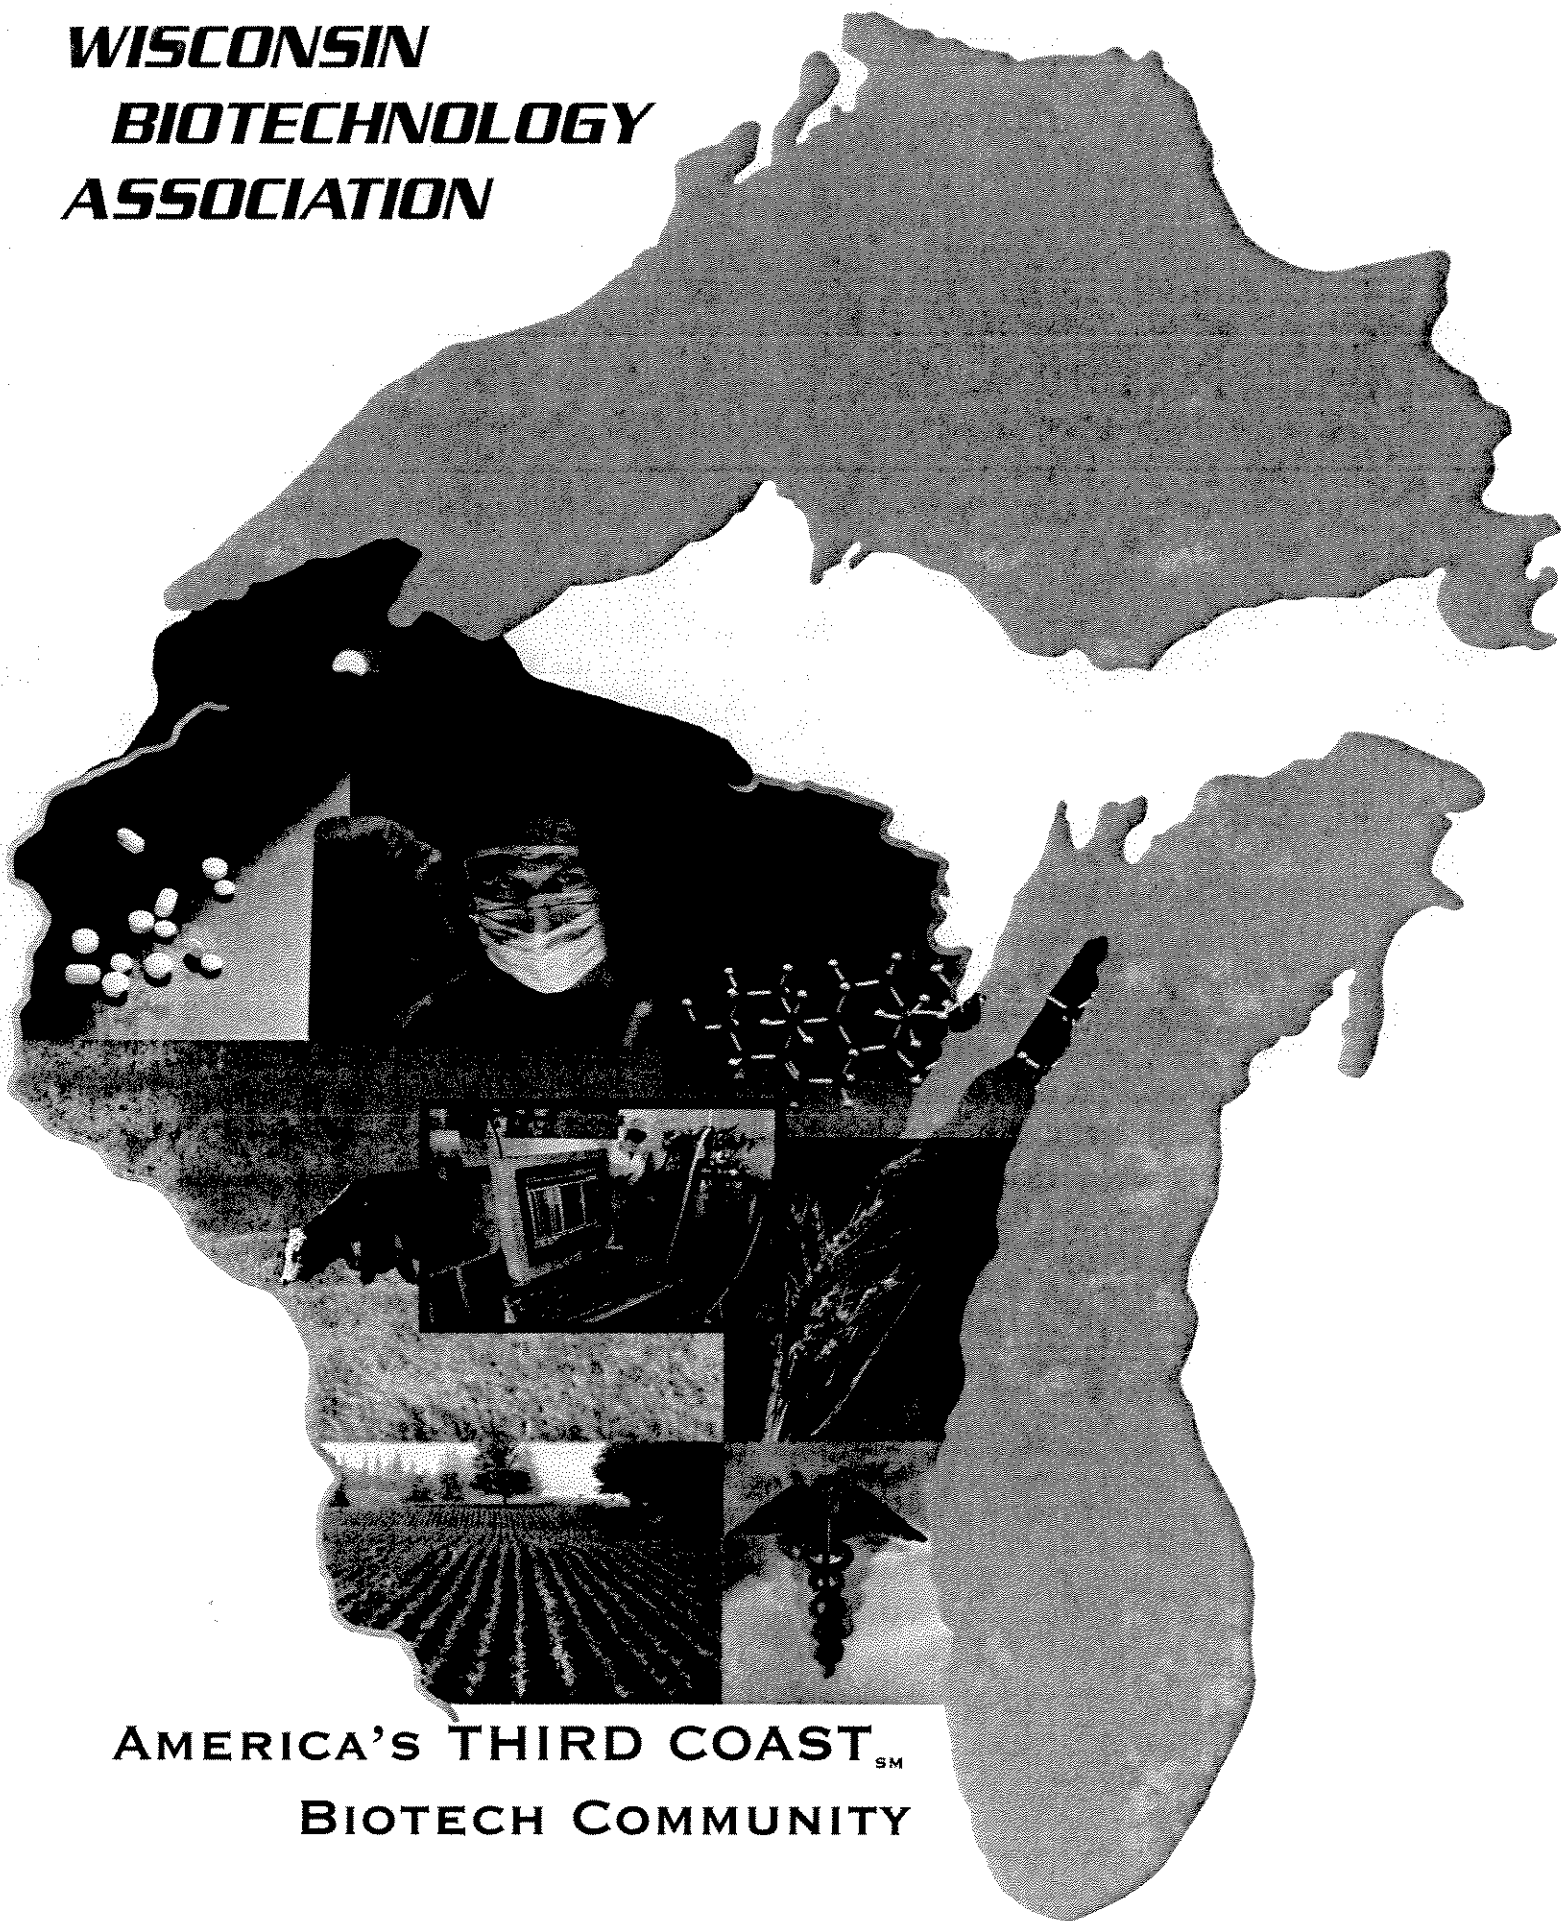 WISCONSIN
BIOTECHNOLOGY
ASSOCIATION
AMERICA'S THIRD COAST SM
BIOTECH COMMUNITY